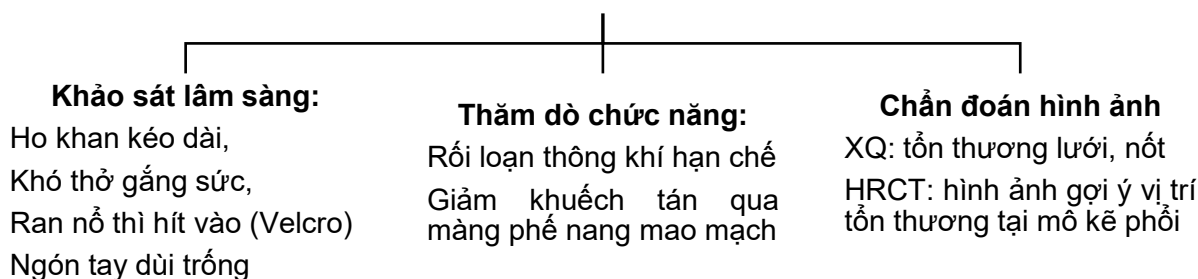 Khảo sát lâm sàng:
Ho khan kéo dài,
Khó thở gắng sức,
Ran nổ thì hít vào (Velcro)
Ngón tay dùi trống
Thăm dò chức năng:
Rối loạn thông khí hạn chế
Giảm khuếch tán qua
màng phế nang mao mạch
Chẩn đoán hình ảnh
XQ: tổn thương lưới, nốt
HRCT: hình ảnh gợi ý vị trí
tổn thương tại mô kẽ phổi